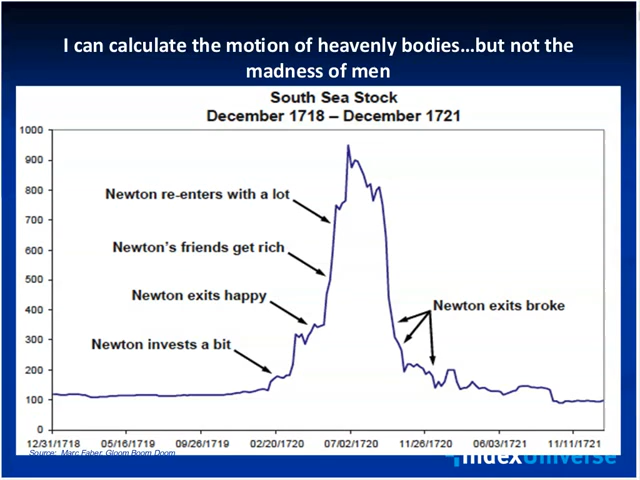 I can calculate the motion of heavenly bodies…but not the
madness of men
South Sea Stock
December 1718 – December 1721
1000
900
800
700
600
500
400
300
200
100
0
Newton re-enters with a lot
Newton's friends get rich
Newton exits happy
Newton exits broke
Newton invests a bit
12/31/1718 05/16/1719 09/26/1719 02/20/1720 07/02/1720 11/26/1720 06/03/1721 11/11/1721
Source: Marc Faber, Gloom Boom Doom
IndexUniverse